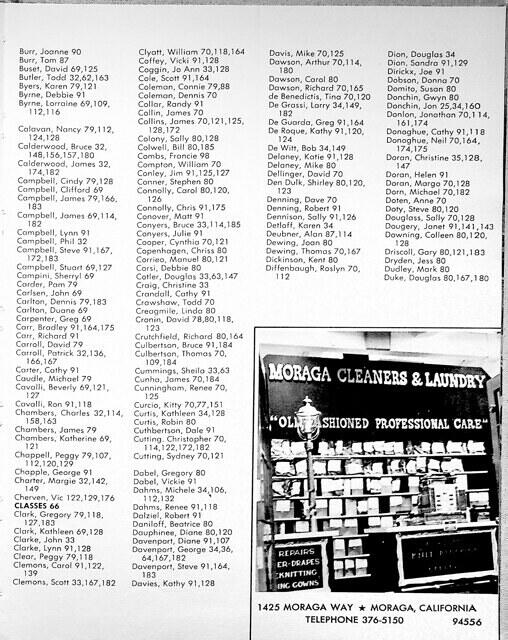 Burr, Joanne 90
Burr, Tom 87
Buset, David 69,125
Butler, Todd 32,62,163
Byers, Karen 79,121
Byrne, Debbie 91
Byrne, Lorraine 69,109,
112,116
Calavan, Nancy 79,112,
124,128
Calderwood, Bruce 32,
148,156,157,180
Calderwood, James 32,
174,182
Campbell, Cindy 79,128
Campbell, Clifford 69
Campbell, James 79,166,
183
Campbell, James 69,114,
182
Campbell, Lynn 91
Campbell, Phil 32
Campbell, Steve 91,167,
172,183
Campbell, Stuart 69,127
Campini, Sherryl 69
Carder, Pam 79
Carlsen, John 69
Carlton, Dennis 79,183
Carlton, Duane 69
Carpenter, Greg 69
Carr, Bradley 91,164,175
Carr, Richard 91
Carroll, David 79
Carroll, Patrick 32,136,
166,167
Carter, Cathy 91
Caudle, Michael 79
Cavali, Beverly 69,121,
127
Cavali, Ron 91,118
Chambers, Charles 32,114,
158,163
Chambers, James 79
Chambers, Katherine 69,
121
Chappell, Peggy 79,107,
112,120,129
Chapple, George 91
Charter, Margie 32,142,
149
Cherven, Vic 122,129,176
CLASSES 66
Clark, Gregory 79,118,
127,183
Clark, Kathleen 69,128
Clarke, John 33
Clarke, Lynn 91,128
Clear, Peggy 79,118
Clemons, Carol 91,122,
139
Clemons, Scott 33,167,182
Clyatt, William 70,118,164
Coffey, Vicki 91,128
Coggin, Jo Ann 33,128
Cole, Scott 91,164
Coleman, Connie 79,88
Coleman, Dennis 70
Collar, Randy 91
Collin, James 70
Collins, James 70,121,125,
128,172
Colony, Sally 80,128
Colwell, Bill 80,185
Combs, Francie 98
Compton, William 70
Conley, Jim 91,125,127
Conner, Stephen 80
Connolly, Carol 80,120,
126
Connolly, Chris 91,175
Conover, Matt 91
Conyers, Bruce 33,114,185
Conyers, Julie 91
Cooper, Cynthia 70,121
Copenhagen, Chriss 80
Corrieo, Manuel 80,121
Corsi, Debbie 80
Cotler, Douglas 33,63,147
Craig, Christine 33
Crandall, Cathy 91
Crawshaw, Todd 70
Creagmile, Linda 80
Cronin, David 78,80,118,
123
Crutchfield, Richard 80,164
Culbertson, Bruce 91,184
Culbertson, Thomas 70,
109,184
Cummings, Sheila 33,63
Cunha, James 70,184
Cunningham, Renee 70,
125
Curcio, Kitty 70,77,151
Curtis, Kathleen 34,128
Curtis, Robin 80
Cuthbertson, Dale 91
Cutting. Christopher 70,
114,122,172,182
Cutting, Sydney 70,121
Dabel, Gregory 80
Dabel, Vickie 91
Dahms, Michele 34,106,
112,132
Dahms, Renee 91,118
Dalziel, Robert 91
Daniloff, Beatrice 80
Dauphinee, Diane 80,120
Davenport, Diane 91,107
Davenport, George 34,36,
64,167,182
Davenport, Steve 91,164,
183
Davies, Kathy 91,128
Davis, Mike 70,125
Dawson, Arthur 70,114,
180
Dawson, Carol 80
Dawson, Richard 70,165
de Benedictis, Tina 70,120
De Grassi, Larry 34,149,
182
De Guarda, Greg 91,164
De Roque, Kathy 91,120,
124
De Witt, Bob 34,149
Delaney, Katie 91,128
Delaney, Mike 80
Dellinger, David 70
Den Dulk, Shirley 80,120,
123
Denning, Dave 70
Denning, Robert 91
Dennison, Sally 91,126
Detlaff, Karen 34
Deubner, Alan 87,114
Dewing, Joan 80
Dewing, Thomas 70,167
Dickinson, Kent 80
Diffenbaugh, Roslyn 70,
112
Dion, Douglas 34
Dion, Sandra 91,129
Dirickx, Joe 91
Dobson, Donna 70
Domito, Susan 80
Donchin, Gwyn 80
Donchin, Jon 25,34,160
Donlon, Jonathan 70,114,
161,174
Donaghue, Cathy 91,118
Donaghue, Neil 70,164,
174,175
Doran, Christine 35,128,
147
Doran, Helen 91
Doran, Margo 70,128
Dorn, Michael 70,182
Doten, Anne 70
Doty, Steve 80,120
Douglass, Sally 70,128
Dougery, Janet 91,141,143
Downing, Colleen 80,120,
128
Driscoll, Gary 80,121,183
Dryden, Jess 80
Dudley, Mark 80
Duke, Douglas 80,167,180
MORAGA CLEANERS & LAUNDRY
"OLD FASHIONED PROFESSIONAL CARE"
REPAIRS
ER-DRAPES
KNITTING
ING GOWNS
1425 MORAGA WAY ★ MORAGA, CALIFORNIA
TELEPHONE 376-5150 94556